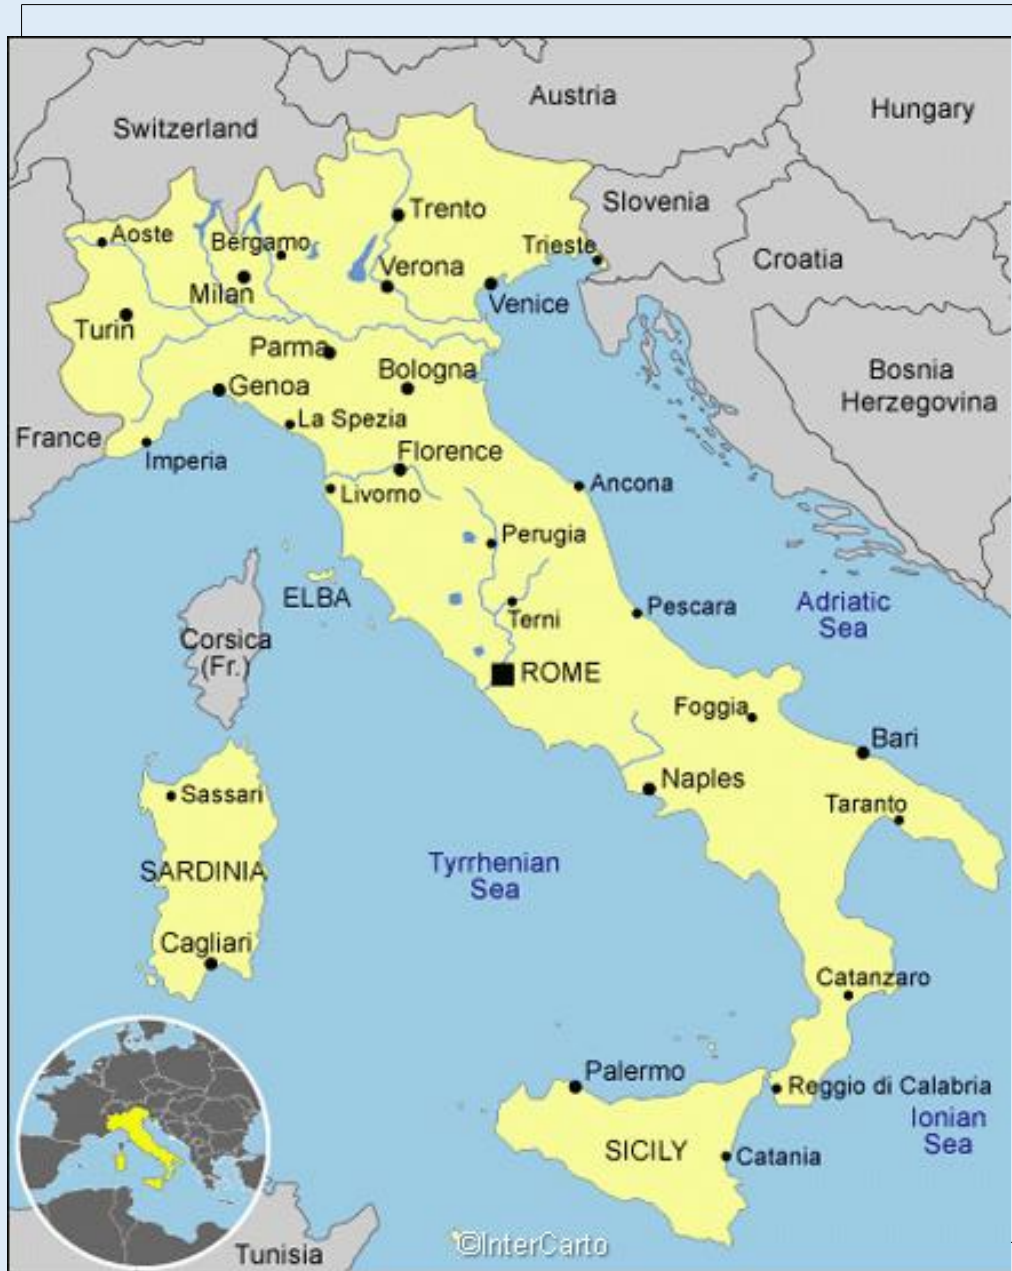 Austria
Hungary
Switzerland
Slovenia
Trento
Aoste
Bergamo
Trieste
Croatia
Verona
Milan
Venice
Turin
Parma
Bologna
Bosnia
Herzegovina
Genoa
La Spezia
France
Florence
Imperia
Livorno
Ancona
Perugia
ELBA
Terni
Pescara
Adriatic
Sea
Corsica
(Fr.)
ROME
Foggia
Bari
Naples
Sassari
Taranto
Tyrrhenian
Sea
SARDINIA
Cagliari
Catanzaro
Palermo
Reggio di Calabria
Ionian
Sea
SICILY
Catania
Tunisia
©InterCarto